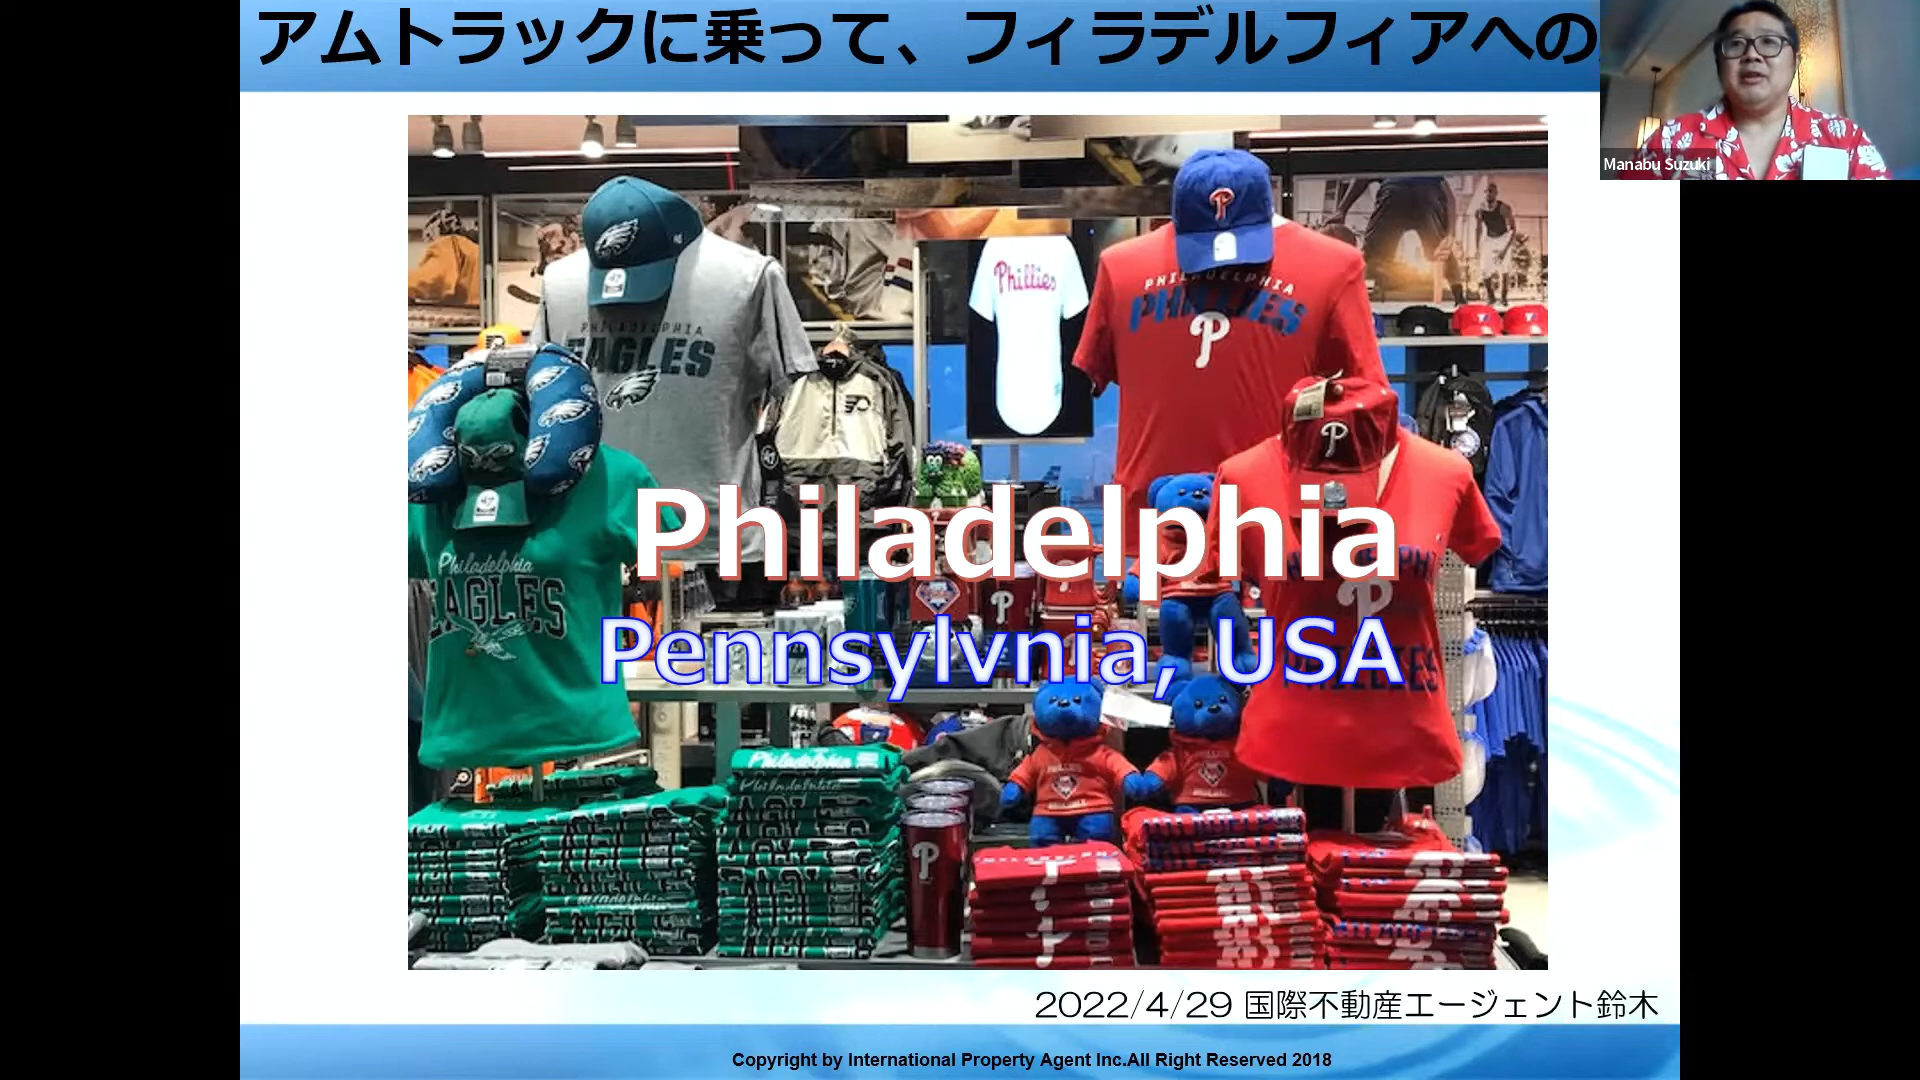 アムトラックに乗って、フィラデルフィアへの
Manabu Suzuki
PHILADELPHIA
EAGLES
Phillies
PHILADELPHIA
PHILLIES
P
P
Philadelphia
EAGLES
Philadelphia
Pennsylvnia, USA
P
P
Philadelphia
P
2022/4/29 国際不動産エージェント鈴木
Copyright by International Property Agent Inc.All Right Reserved 2018